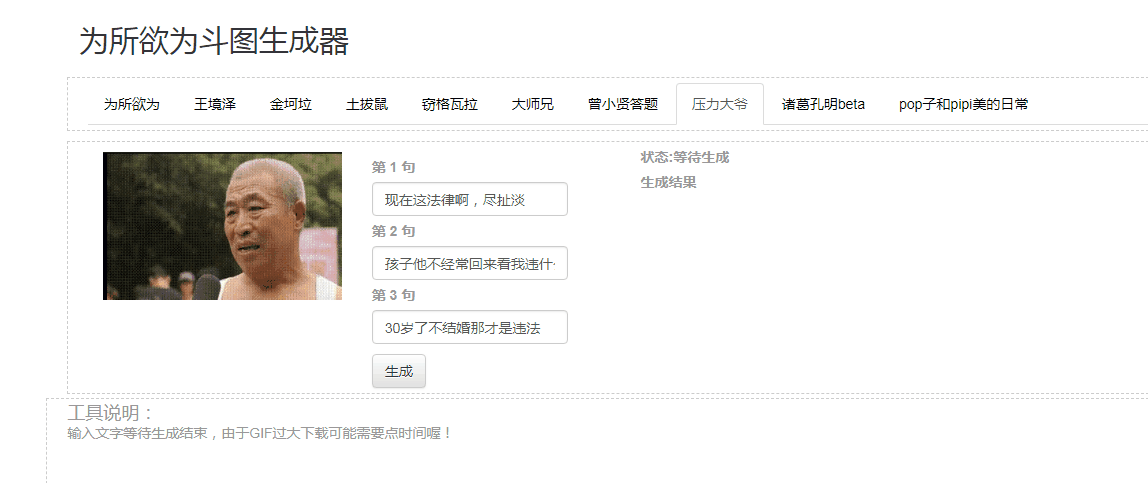 为所欲为斗图生成器
为所欲为 王境泽 金坷垃 土拔鼠 窃格瓦拉 大师兄 曾小贤答题 压力大爷 诸葛孔明beta pop子和pipi美的日常
第 1 句
现在这法律啊，尽扯淡
第 2 句
孩子他不经常回来看我违什
第 3 句
30岁了不结婚那才是违法
生成
状态:等待生成
生成结果
工具说明：
输入文字等待生成结束，由于GIF过大下载可能需要点时间喔！